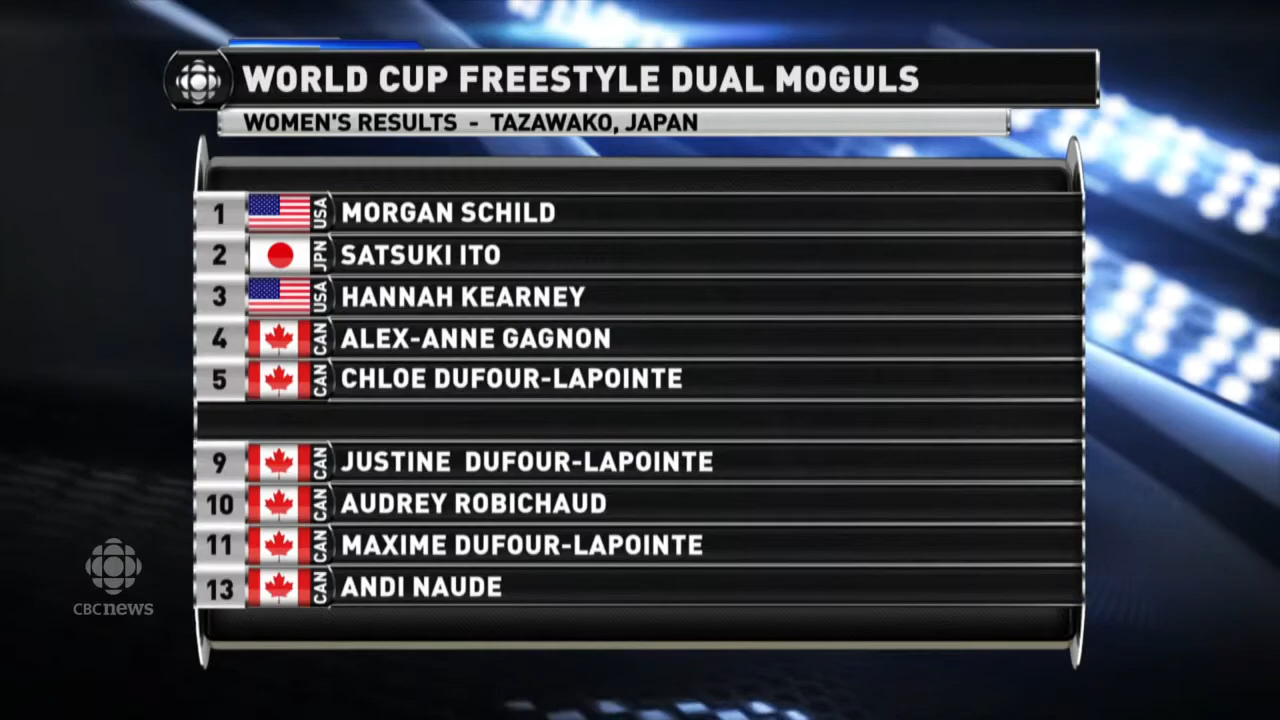 WORLD CUP FREESTYLE DUAL MOGULS
WOMEN'S RESULTS - TAZAWAKO, JAPAN
1 USA MORGAN SCHILD
2 JPN SATSUKI ITO
3 USA HANNAH KEARNEY
4 CAN ALEX-ANNE GAGNON
5 CAN CHLOE DUFOUR-LAPOINTE
9 CAN JUSTINE DUFOUR-LAPOINTE
10 CAN AUDREY ROBICHAUD
11 CAN MAXIME DUFOUR-LAPOINTE
13 CAN ANDI NAUDE
CBCnews